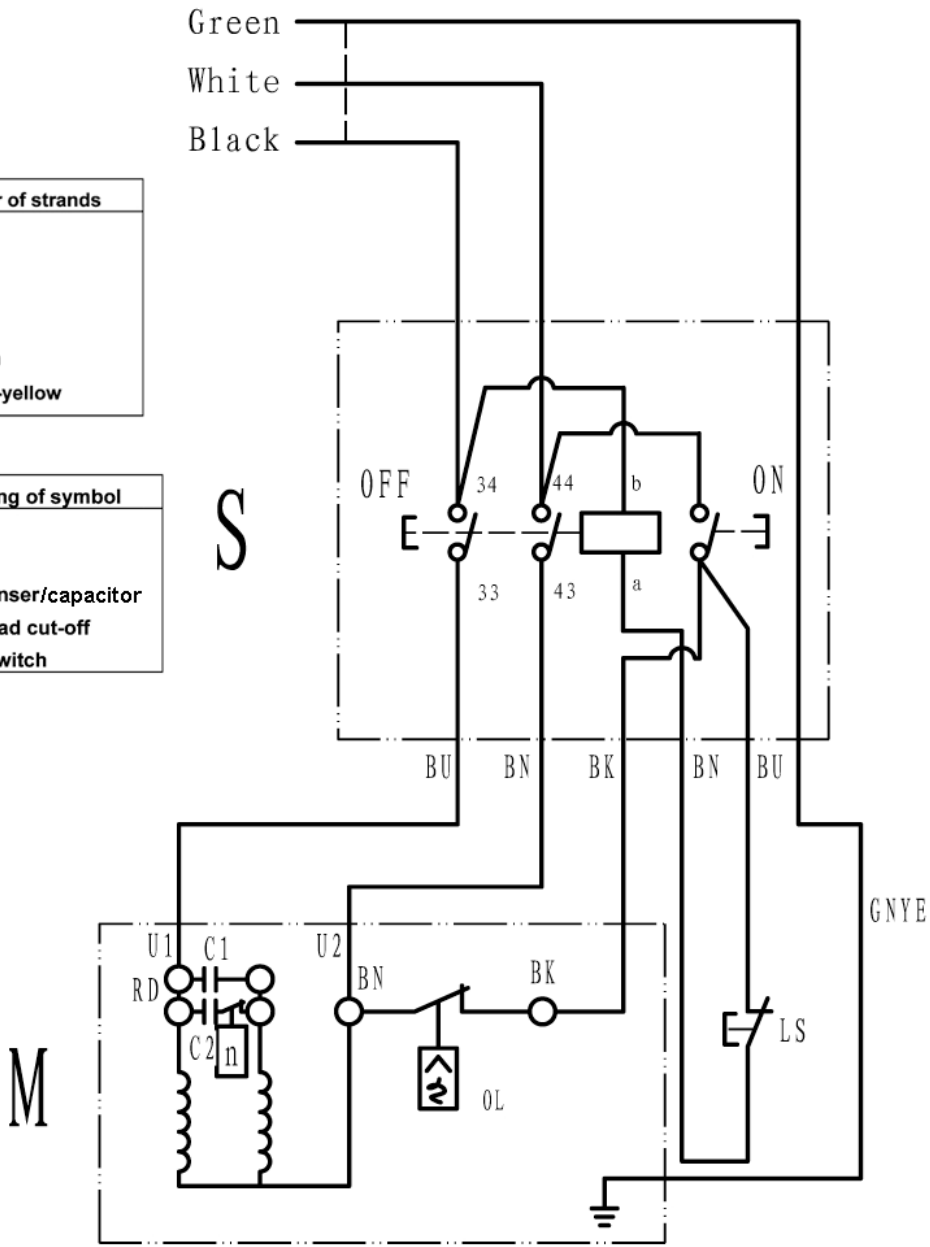 Green
White
Black
of strands
yellow
ng of symbol
nser/capacitor
ad cut-off
witch
S
OFF
34
44
b
ON
33
43
a
BU
BN
BK
BN
BU
GNYE
U1
C1
U2
RD
BN
BK
C2
n
OL
LS
M